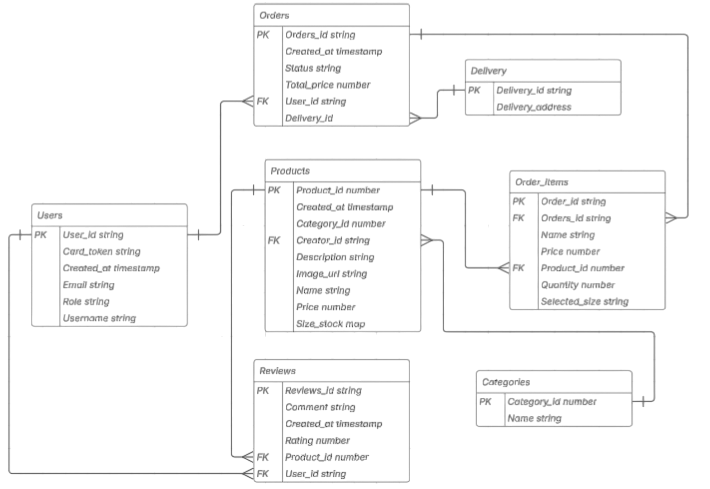 Orders
PK Orders_id string
Created_at timestamp
Status string
Total_price number
FK User_id string
Delivery_id
Delivery
PK Delivery_id string
Delivery_address
Products
PK Product_id number
Created_at timestamp
Category_id number
FK Creator_id string
Description string
Image_url string
Name string
Price number
Size_stock map
Order_items
PK Order_id string
FK Orders_id string
Name string
Price number
FK Product_id number
Quantity number
Selected_size string
Users
PK User_id string
Card_token string
Created_at timestamp
Email string
Role string
Username string
Reviews
PK Reviews_id string
Comment string
Created_at timestamp
Rating number
FK Product_id number
FK User_id string
Categories
PK Category_id number
Name string